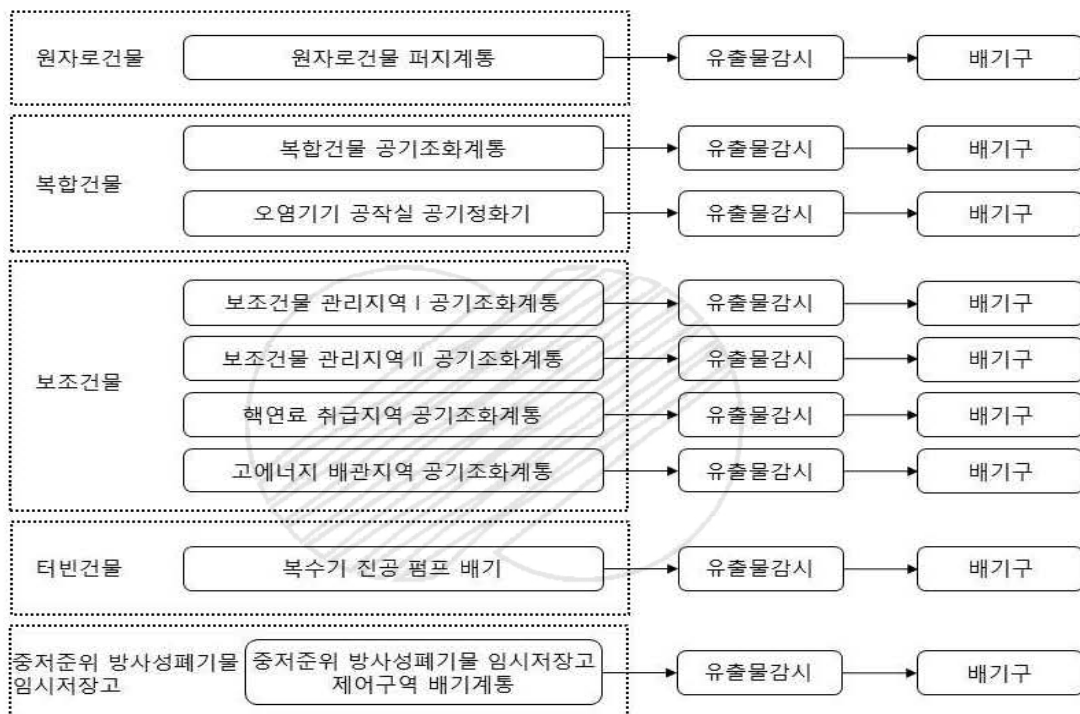 원자로건물 원자로건물 퍼지계통 유출물감시 배기구
복합건물
복합건물 공기조화계통 유출물감시 배기구
오염기기 공작실 공기정화기 유출물감시 배기구
보조건물
보조건물 관리지역 I 공기조화계통 유출물감시 배기구
보조건물 관리지역 II 공기조화계통 유출물감시 배기구
핵연료 취급지역 공기조화계통 유출물감시 배기구
고에너지 배관지역 공기조화계통 유출물감시 배기구
터빈건물 복수기 진공 펌프 배기 유출물감시 배기구
중저준위 방사성폐기물
임시저장고
중저준위 방사성폐기물 임시저장고
제어구역 배기계통
유출물감시 배기구